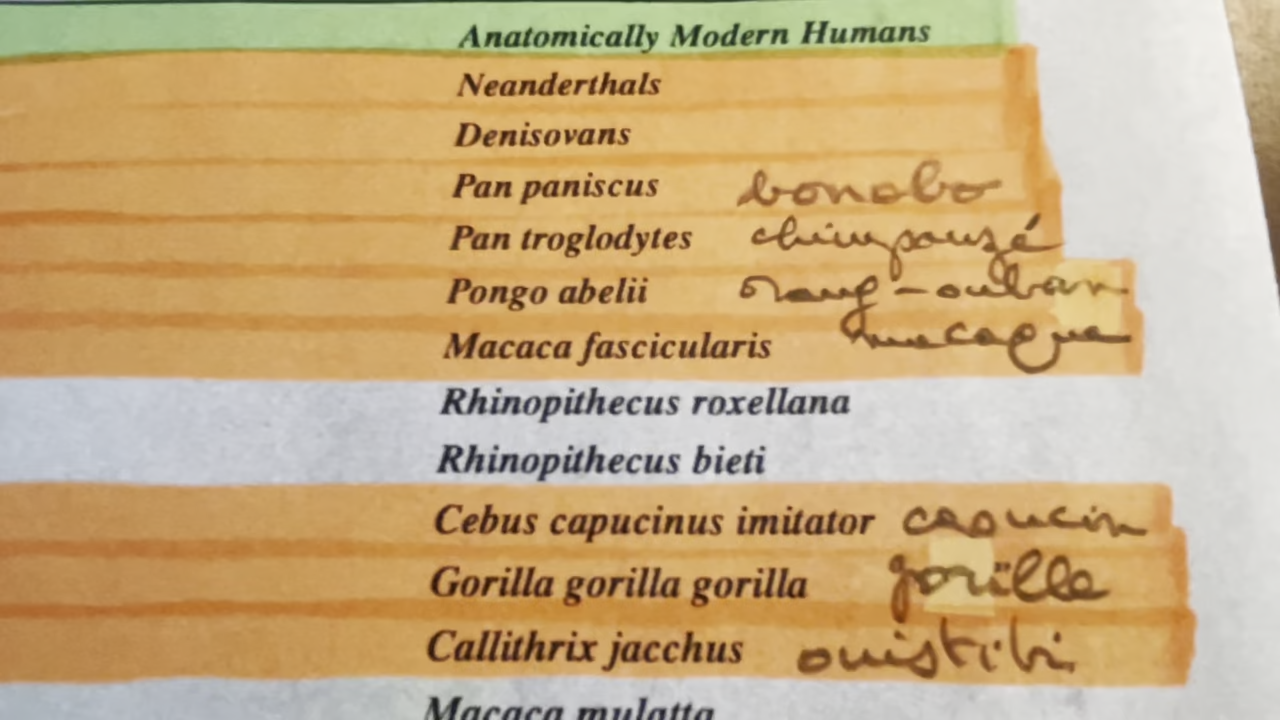 Anatomically Modern Humans
Neanderthals
Denisovans
Pan paniscus bonobo
Pan troglodytes chimpanzé
Pongo abelii orang-outan
Macaca fascicularis macaque
Rhinopithecus roxellana
Rhinopithecus bieti
Cebus capucinus imitator capucin
Gorilla gorilla gorilla gorille
Callithrix jacchus ouistiti
Macaca mulatta